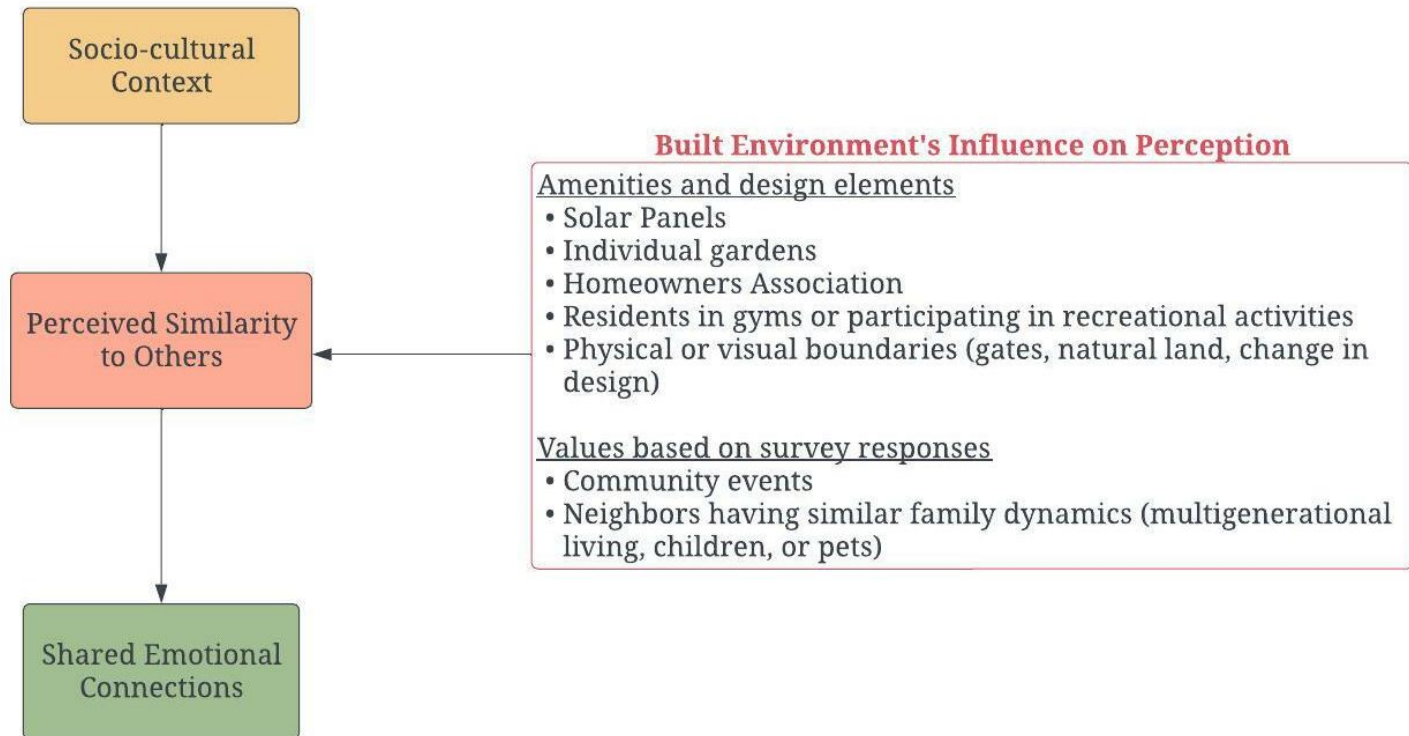 Socio-cultural
Context
Built Environment's Influence on Perception
Amenities and design elements
• Solar Panels
• Individual gardens
• Homeowners Association
• Residents in gyms or participating in recreational activities
• Physical or visual boundaries (gates, natural land, change in
design)
Perceived Similarity
to Others
Values based on survey responses
• Community events
• Neighbors having similar family dynamics (multigenerational
living, children, or pets)
Shared Emotional
Connections